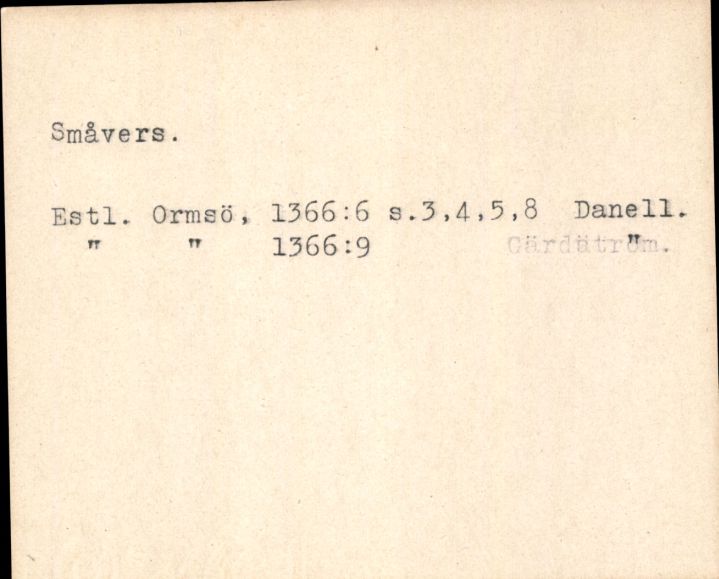 Småvers.
Estl. Ormsö, 1366:6 s.3,4,5,8 Danell.
" " 1366:9 "